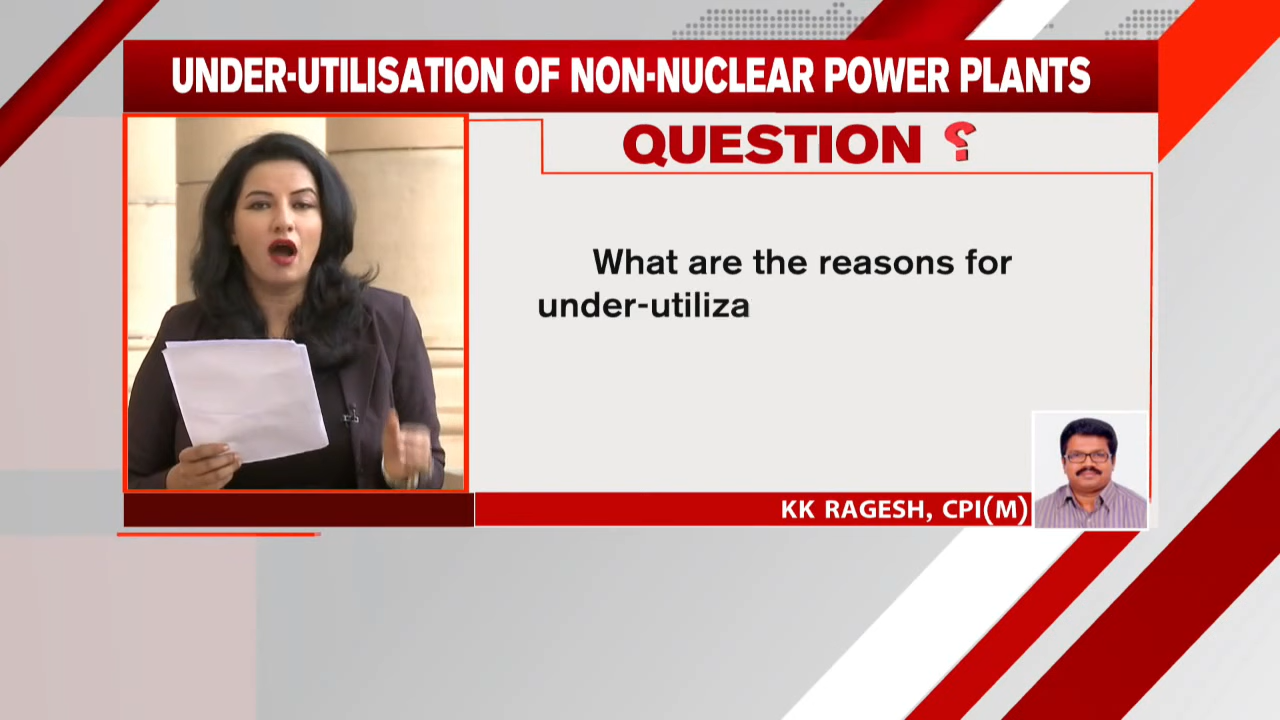 UNDER-UTILISATION OF NON-NUCLEAR POWER PLANTS
QUESTION ?
What are the reasons for
under-utiliza
KK RAGESH, CPI(M)